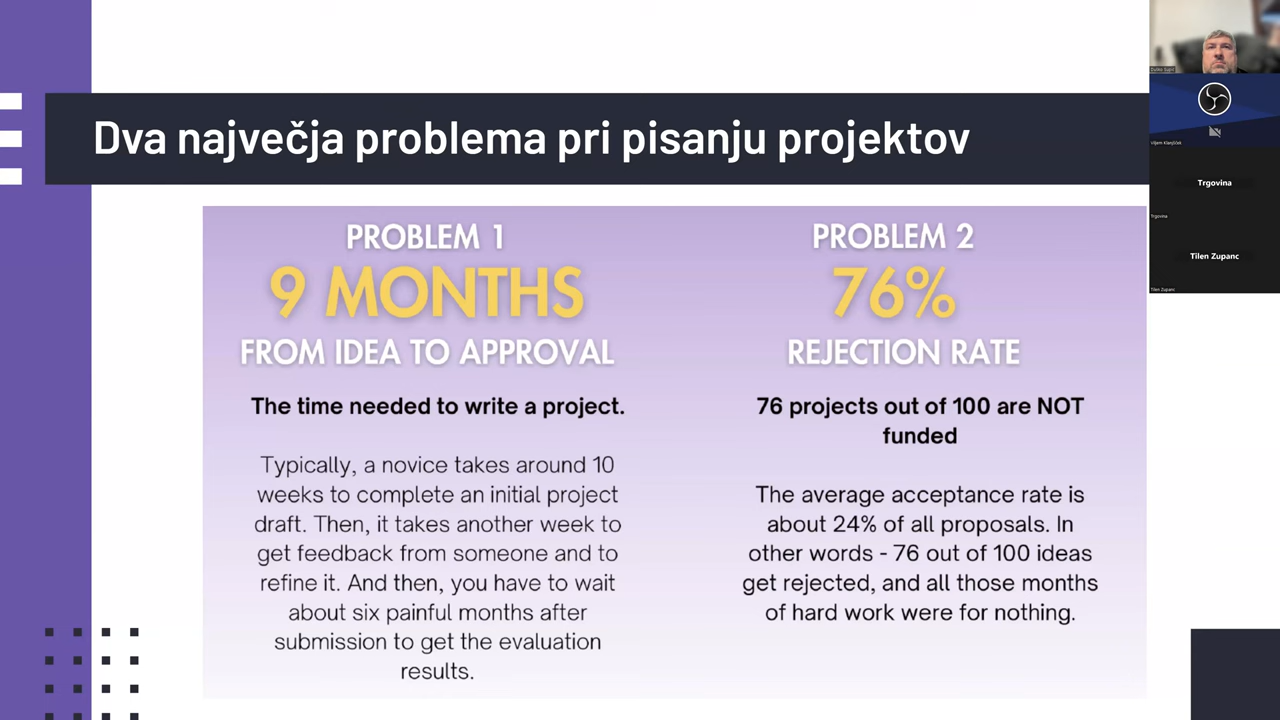 Dva največja problema pri pisanju projektov
PROBLEM 1
9 MONTHS
FROM IDEA TO APPROVAL
The time needed to write a project.
Typically, a novice takes around 10
weeks to complete an initial project
draft. Then, it takes another week to
get feedback from someone and to
refine it. And then, you have to wait
about six painful months after
submission to get the evaluation
results.
PROBLEM 2
76%
REJECTION RATE
76 projects out of 100 are NOT
funded
The average acceptance rate is
about 24% of all proposals. In
other words - 76 out of 100 ideas
get rejected, and all those months
of hard work were for nothing.
Trgovina
Trgovina
Tilen Zupanc
Tilen Zupanc